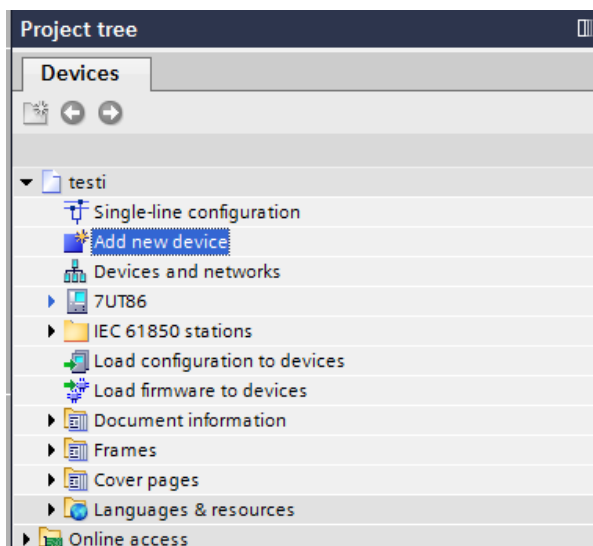 Project tree
Devices
testi
Single-line configuration
Add new device
Devices and networks
7UT86
IEC 61850 stations
Load configuration to devices
Load firmware to devices
Document information
Frames
Cover pages
Languages & resources
Online access